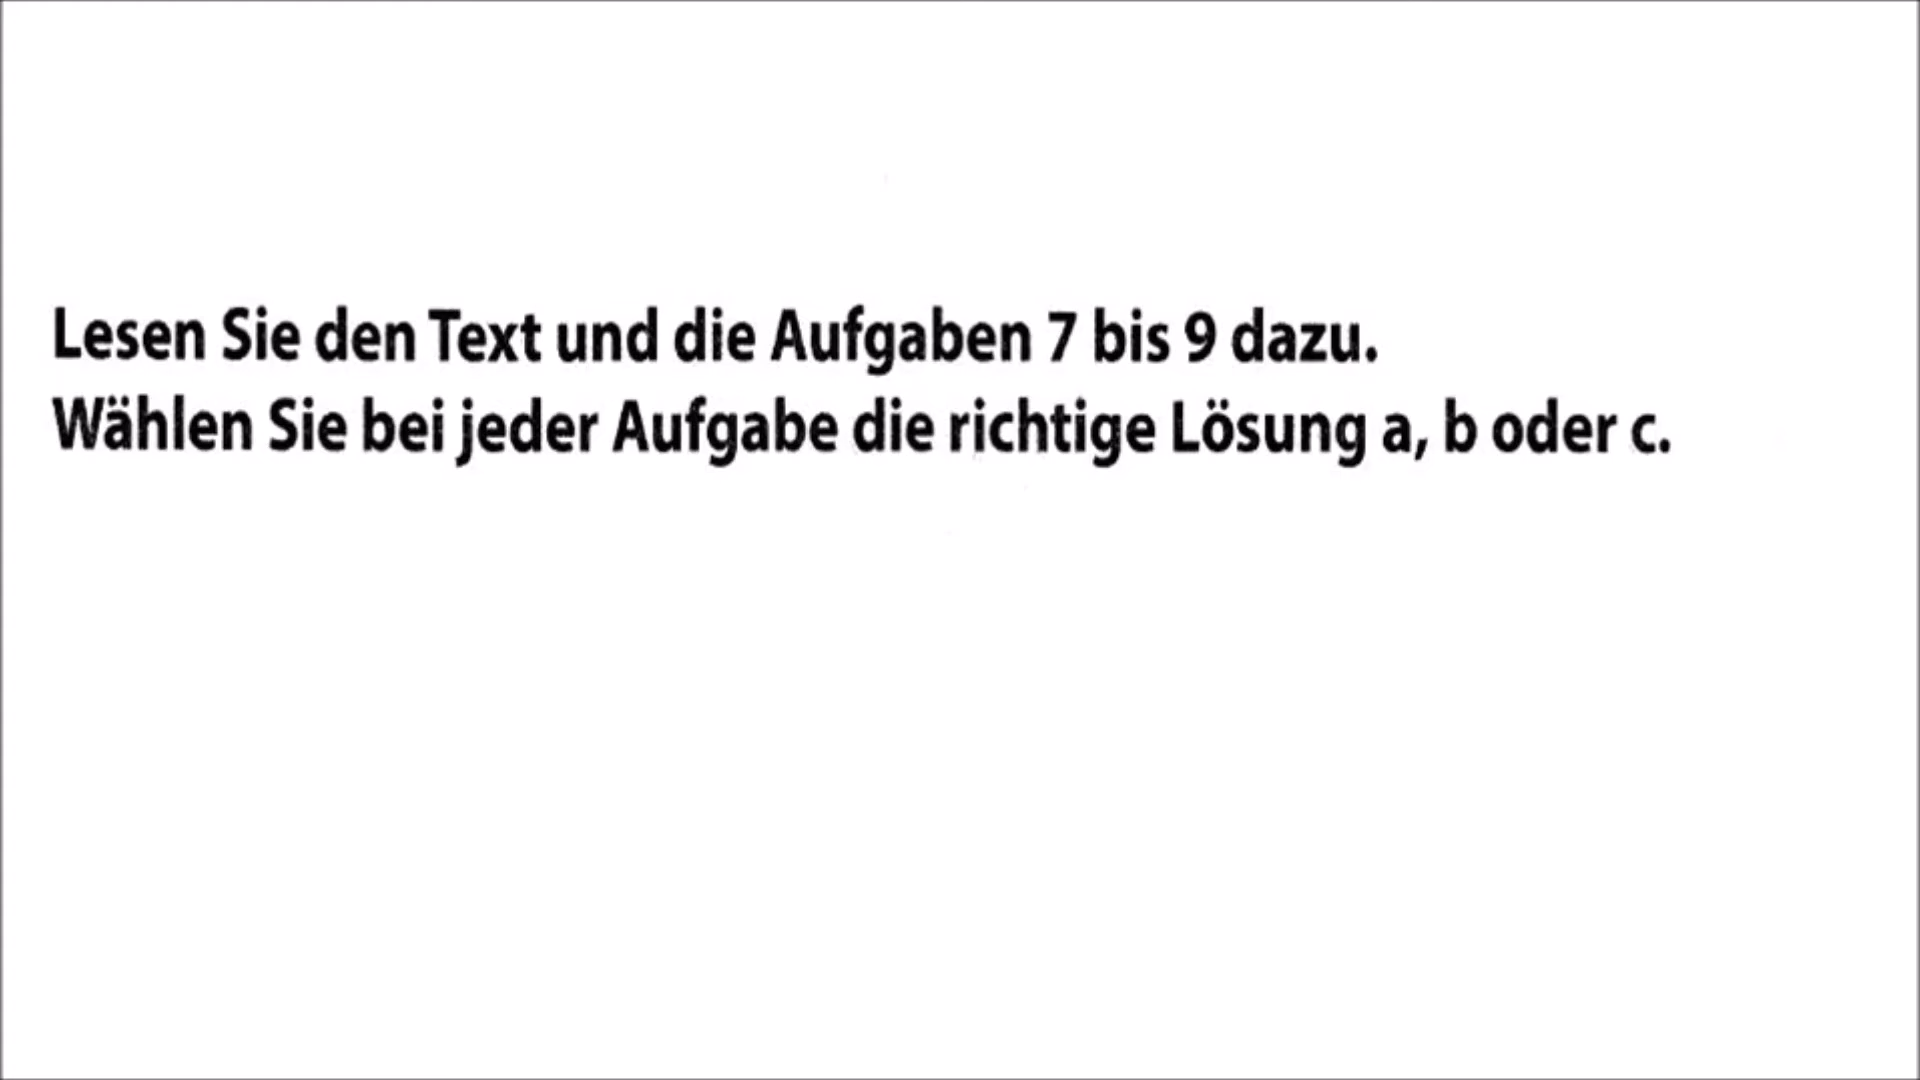 Lesen Sie den Text und die Aufgaben 7 bis 9 dazu.
Wählen Sie bei jeder Aufgabe die richtige Lösung a, b oder c.